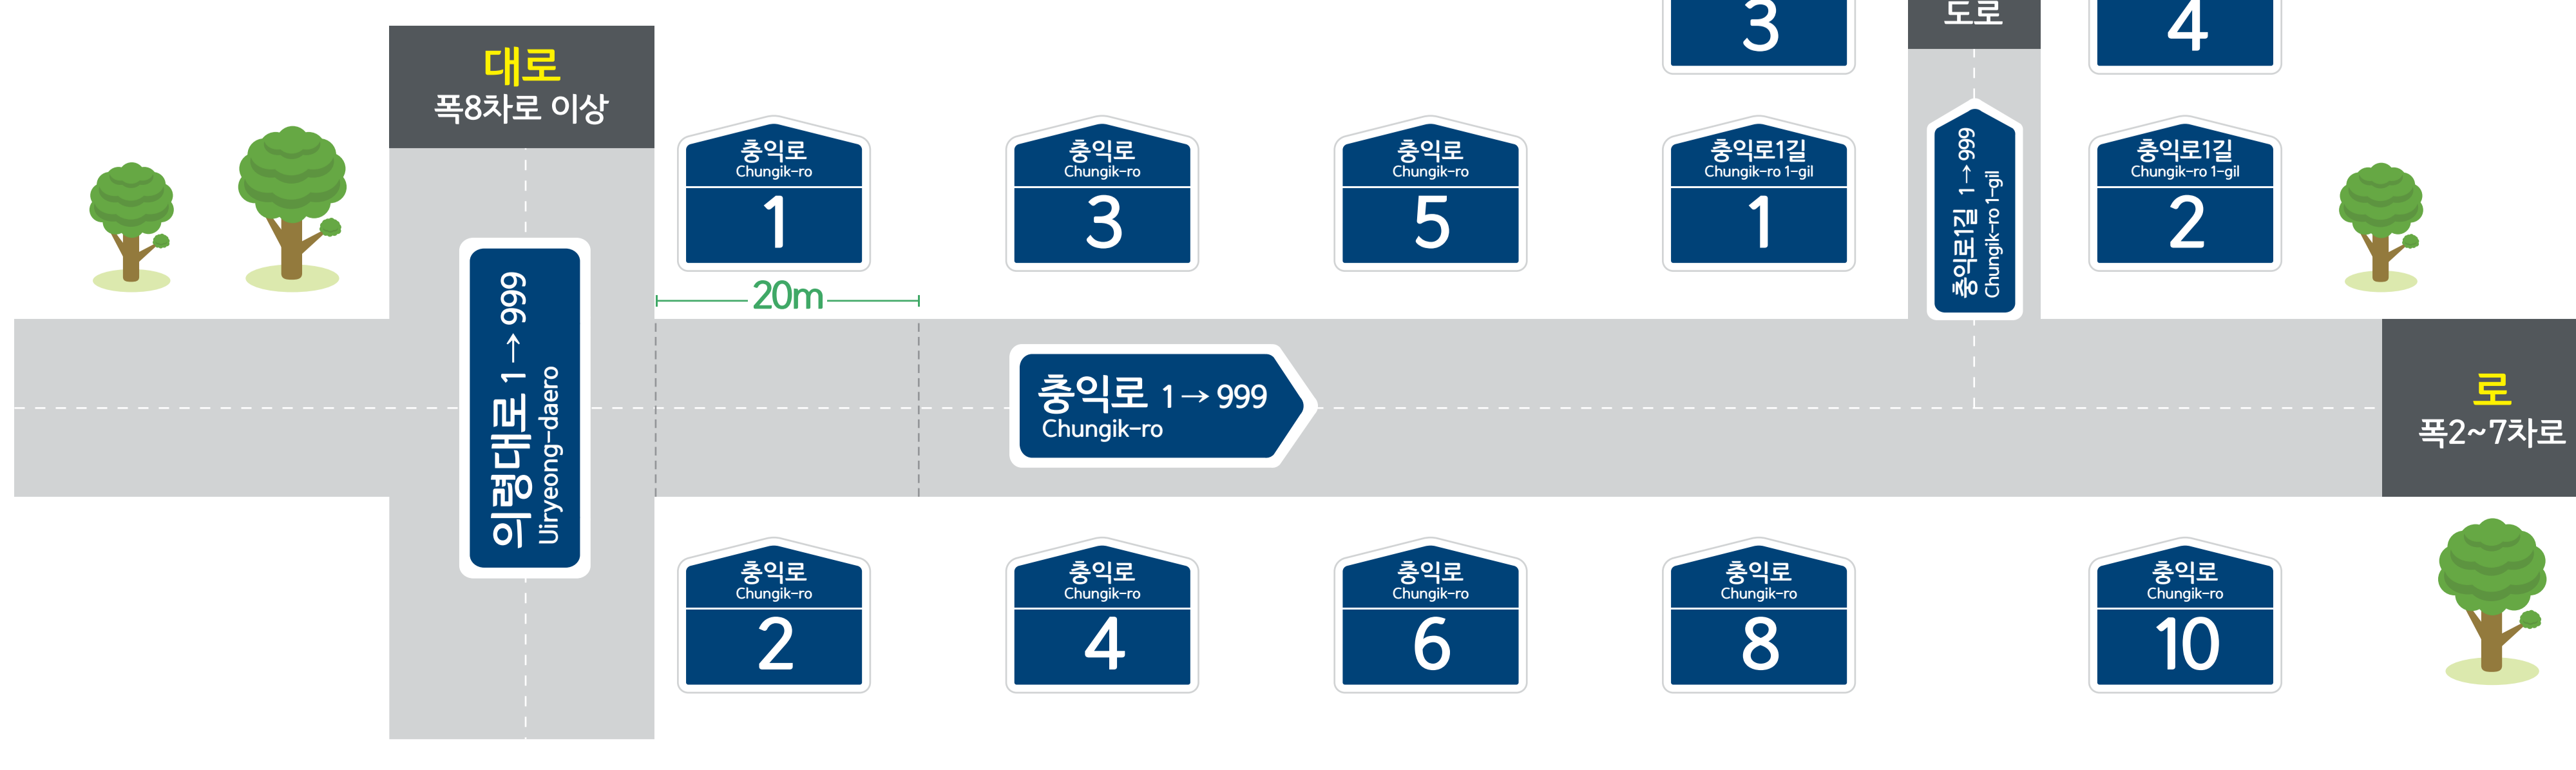 3
도로
4
대로
폭8차로 이상
충익로
Chungik-ro
1
충익로
Chungik-ro
3
충익로
Chungik-ro
5
충익로1길
Chungik-ro 1-gil
1
충익로1길 1→999
Chungik-ro 1-gil
충익로1길
Chungik-ro 1-gil
2
20m
의령대로 1→999
Uiryeong-daero
충익로 1→999
Chungik-ro
로
폭2~7차로
충익로
Chungik-ro
2
충익로
Chungik-ro
4
충익로
Chungik-ro
6
충익로
Chungik-ro
8
충익로
Chungik-ro
10